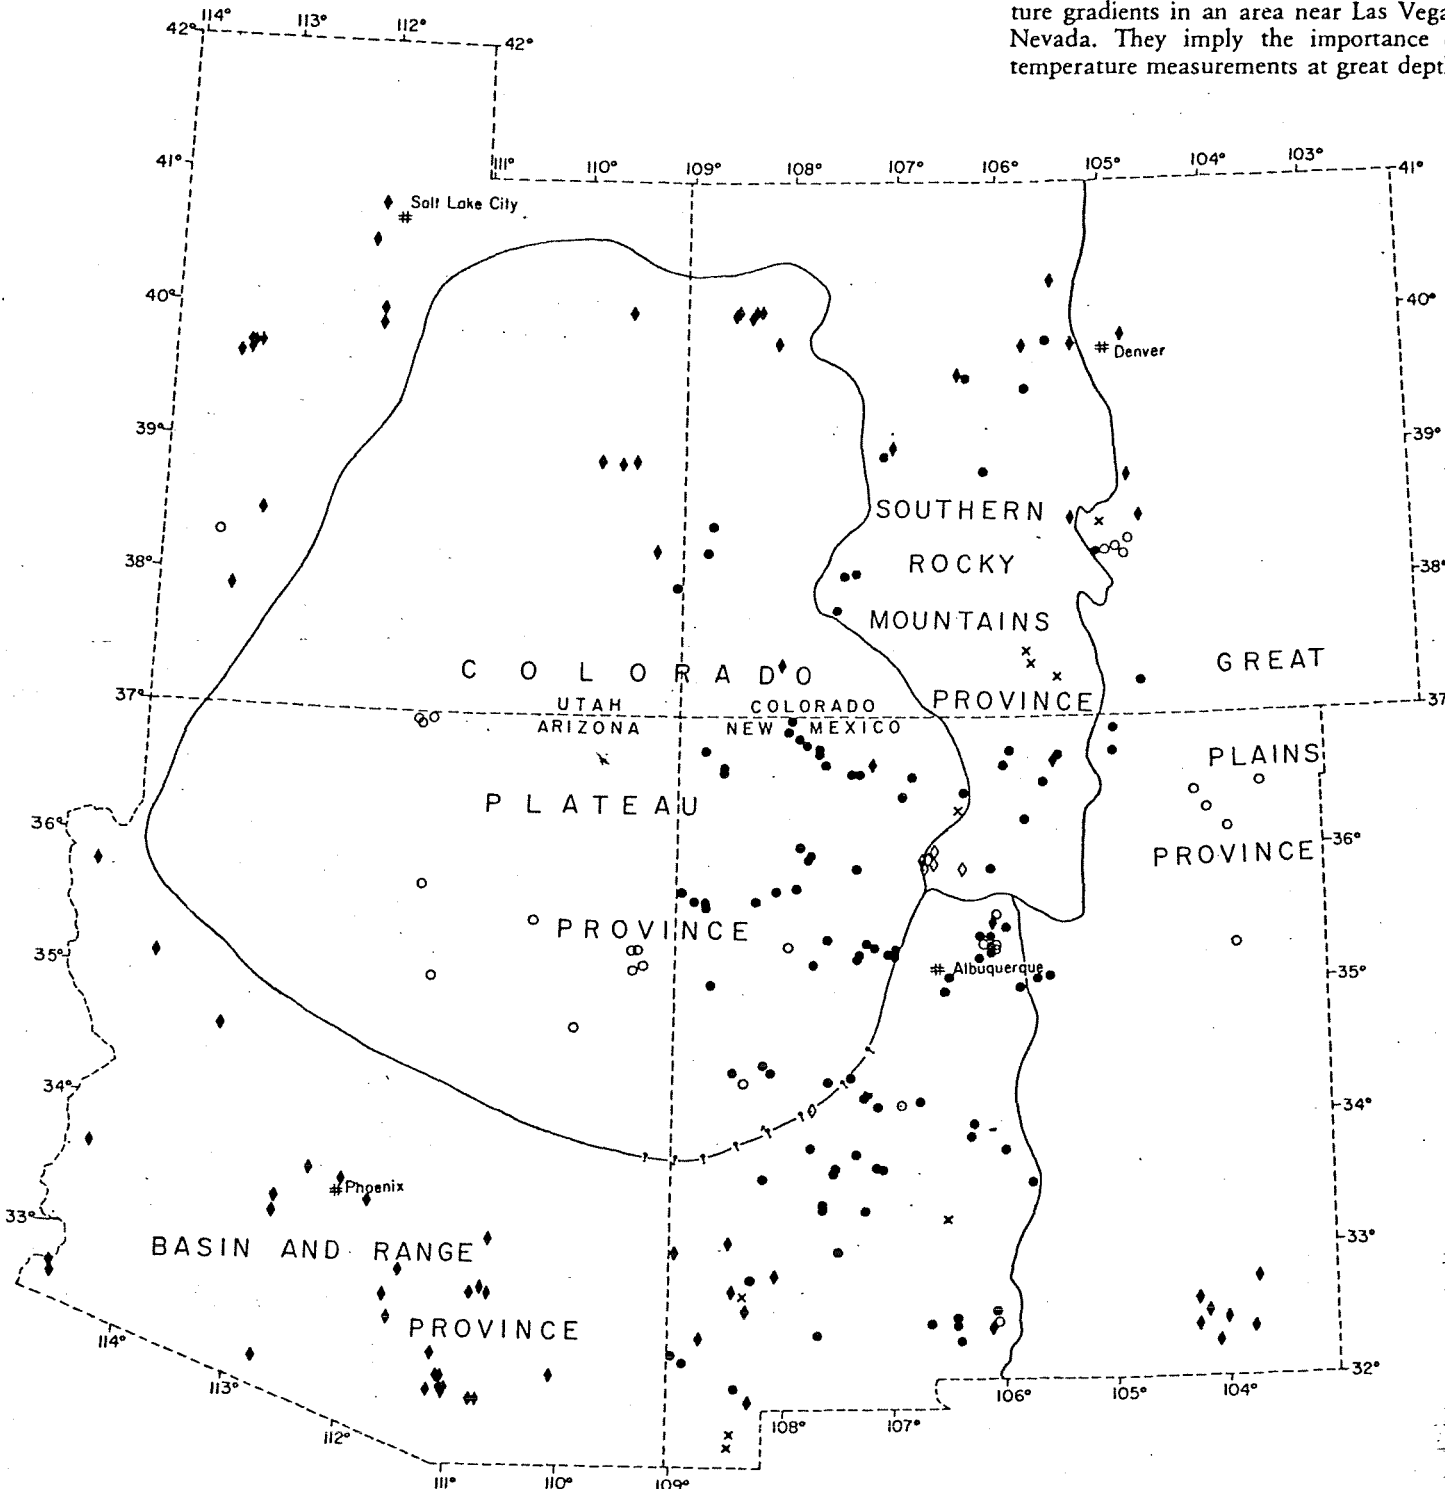 ture gradients in an area near Las Vega
Nevada. They imply the importance
temperature measurements at great dept
114° 113° 112°
42° 42°
41° 111° 110° 109° 108° 107° 106° 105° 104° 103° 41°
Salt Lake City
40° 40°
Denver
39° 39°
SOUTHERN
38° ROCKY 38°
MOUNTAINS
COLORADO GREAT
37° UTAH COLORADO PROVINCE 37
ARIZONA NEW MEXICO
PLAINS
PLATEAU
36° 36°
PROVINCE
PROVINCE
35° Albuquerque 35°
34° 34°
Phoenix
33° 33°
BASIN AND RANGE
PROVINCE
114° 32°
113° 106° 105° 104°
112° 108° 107°
111° 110° 109°